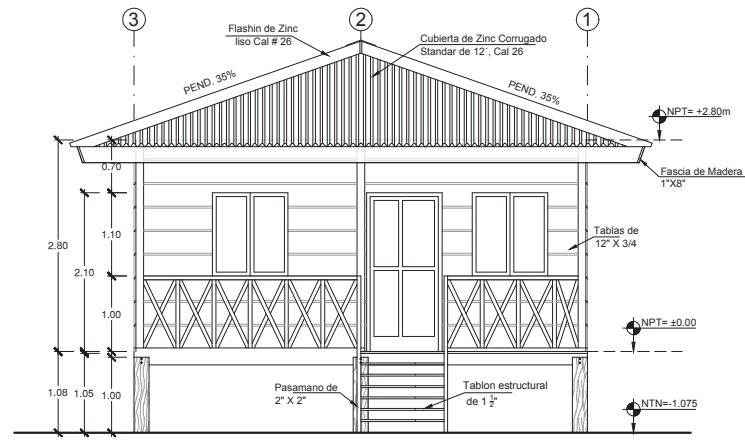 3
2
1
Flashin de Zinc
liso Cal # 26
Cubierta de Zinc Corrugado
Standar de 12´, Cal 26
PEND. 35%
PEND. 35%
NPT= +2.80m
Fascia de Madera
1"X8"
0.70
Tablas de
12" X 3/4
2.80
1.10
2.10
1.00
NPT= ±0.00
1.08
1.05
1.00
Pasamano de
2" X 2"
Tablon estructural
de 1 ½"
NTN=-1.075